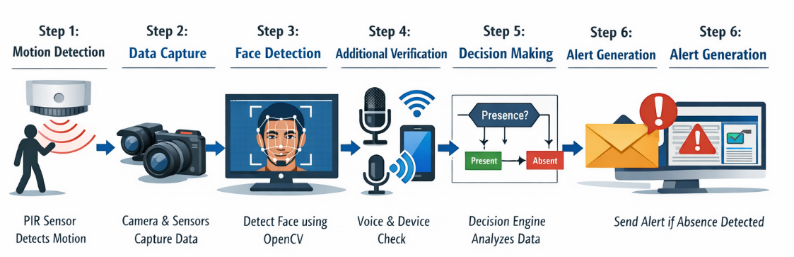 Step 1:
Motion Detection
Step 2:
Data Capture
Step 3:
Face Detection
Step 4:
Additional Verification
Step 5:
Decision Making
Step 6:
Alert Generation
Step 6:
Alert Generation
Presence?
Present
Absent
PIR Sensor
Detects Motion
Camera & Sensors
Capture Data
Detect Face using
OpenCV
Voice & Device
Check
Decision Engine
Analyzes Data
Send Alert if Absence Detected